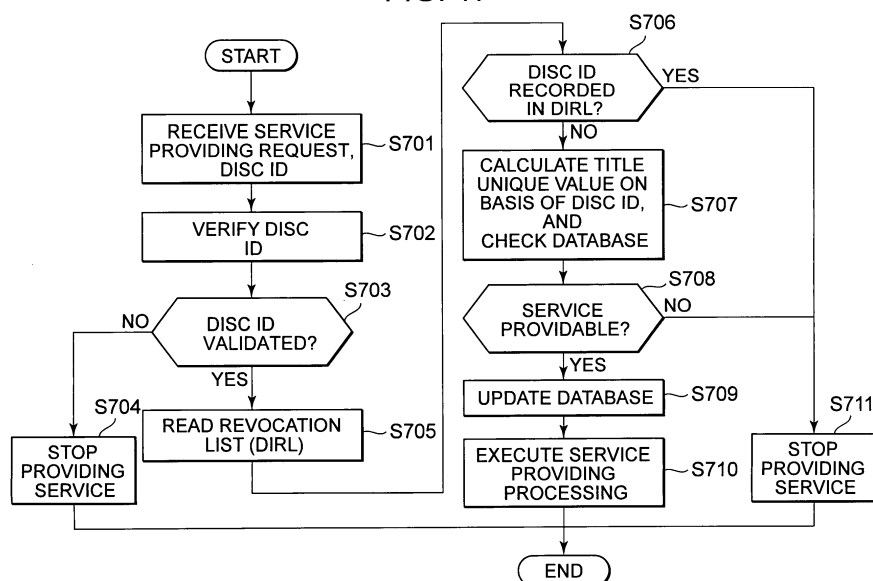 START
RECEIVE SERVICE
PROVIDING REQUEST,
DISC ID
S701
VERIFY DISC
ID
S702
S703
DISC ID
VALIDATED?
NO
YES
S704
STOP
PROVIDING
SERVICE
READ REVOCATION
LIST (DIRL)
S705
S706
DISC ID
RECORDED
IN DIRL?
YES
NO
CALCULATE TITLE
UNIQUE VALUE ON
BASIS OF DISC ID,
AND
CHECK DATABASE
S707
S708
SERVICE
PROVIDABLE?
NO
YES
UPDATE DATABASE
S709
EXECUTE SERVICE
PROVIDING
PROCESSING
S710
S711
STOP
PROVIDING
SERVICE
END